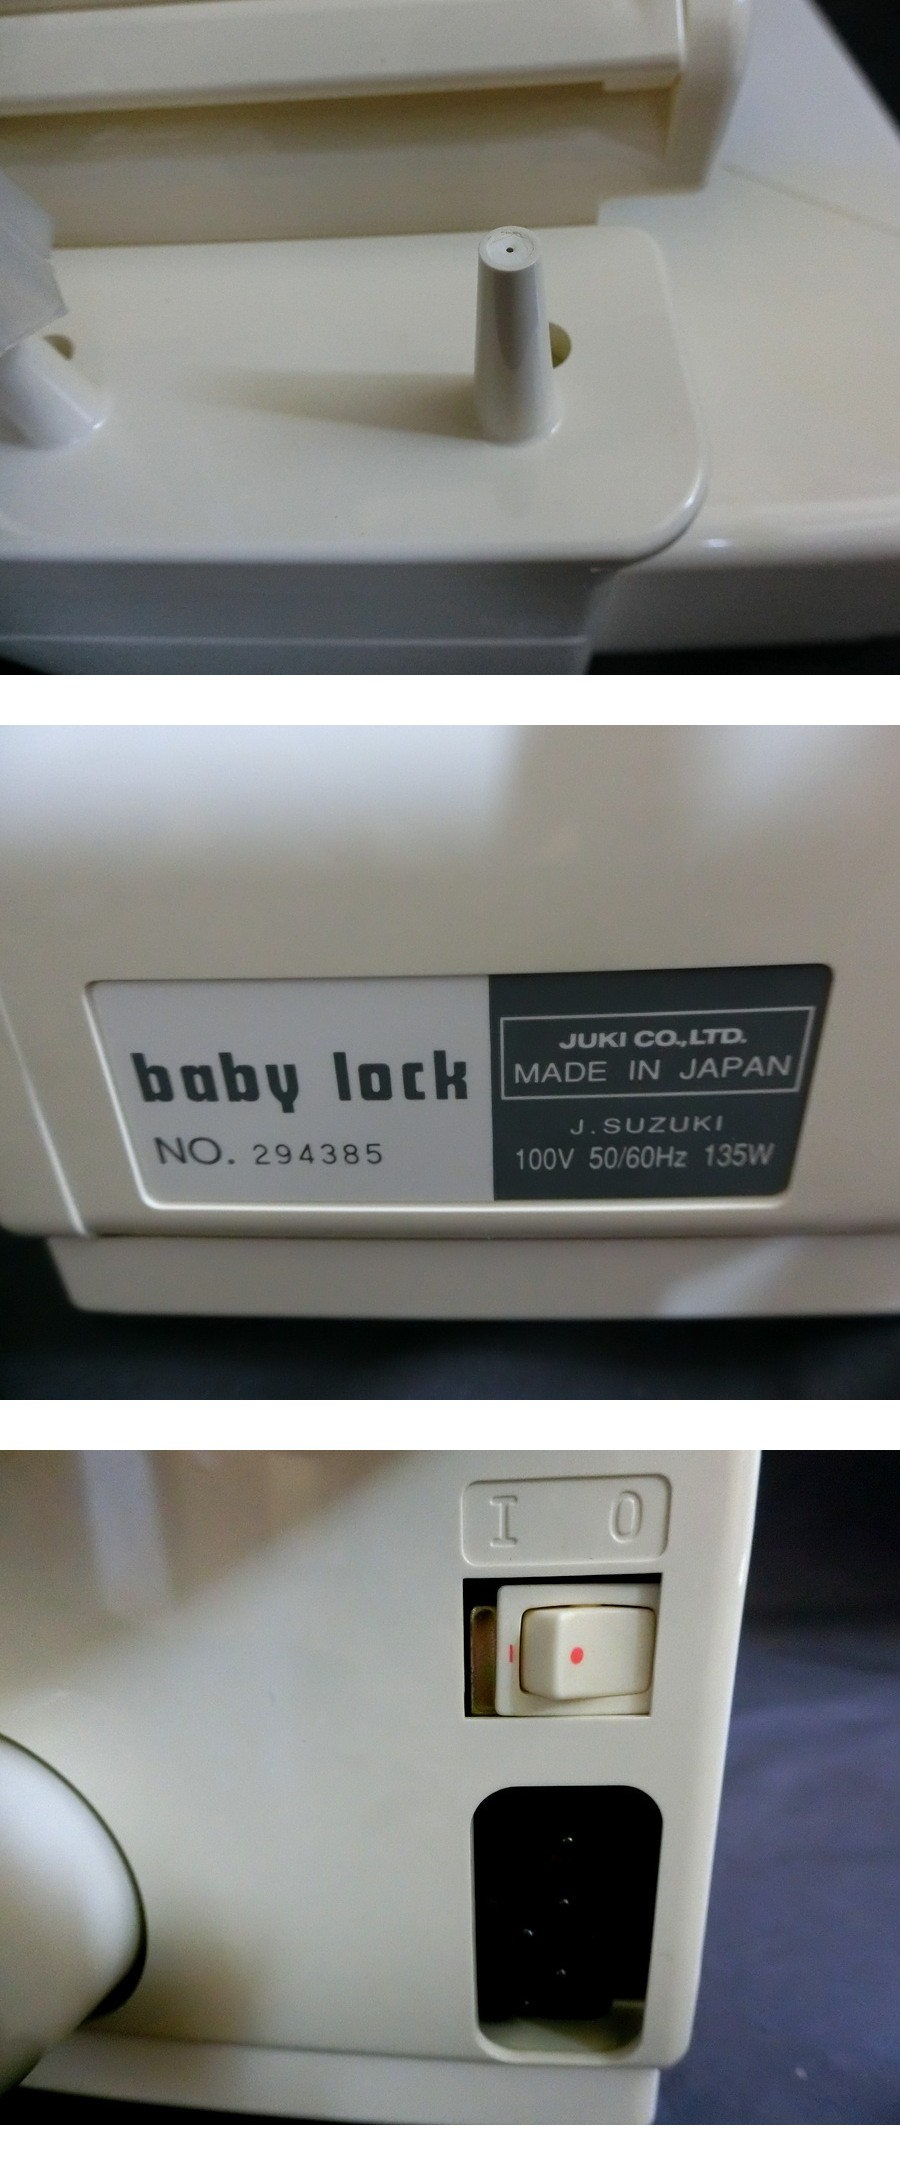 baby lock
NO. 294385
JUKI CO.,LTD.
MADE IN JAPAN
J.SUZUKI
100V 50/60Hz 135W
I O